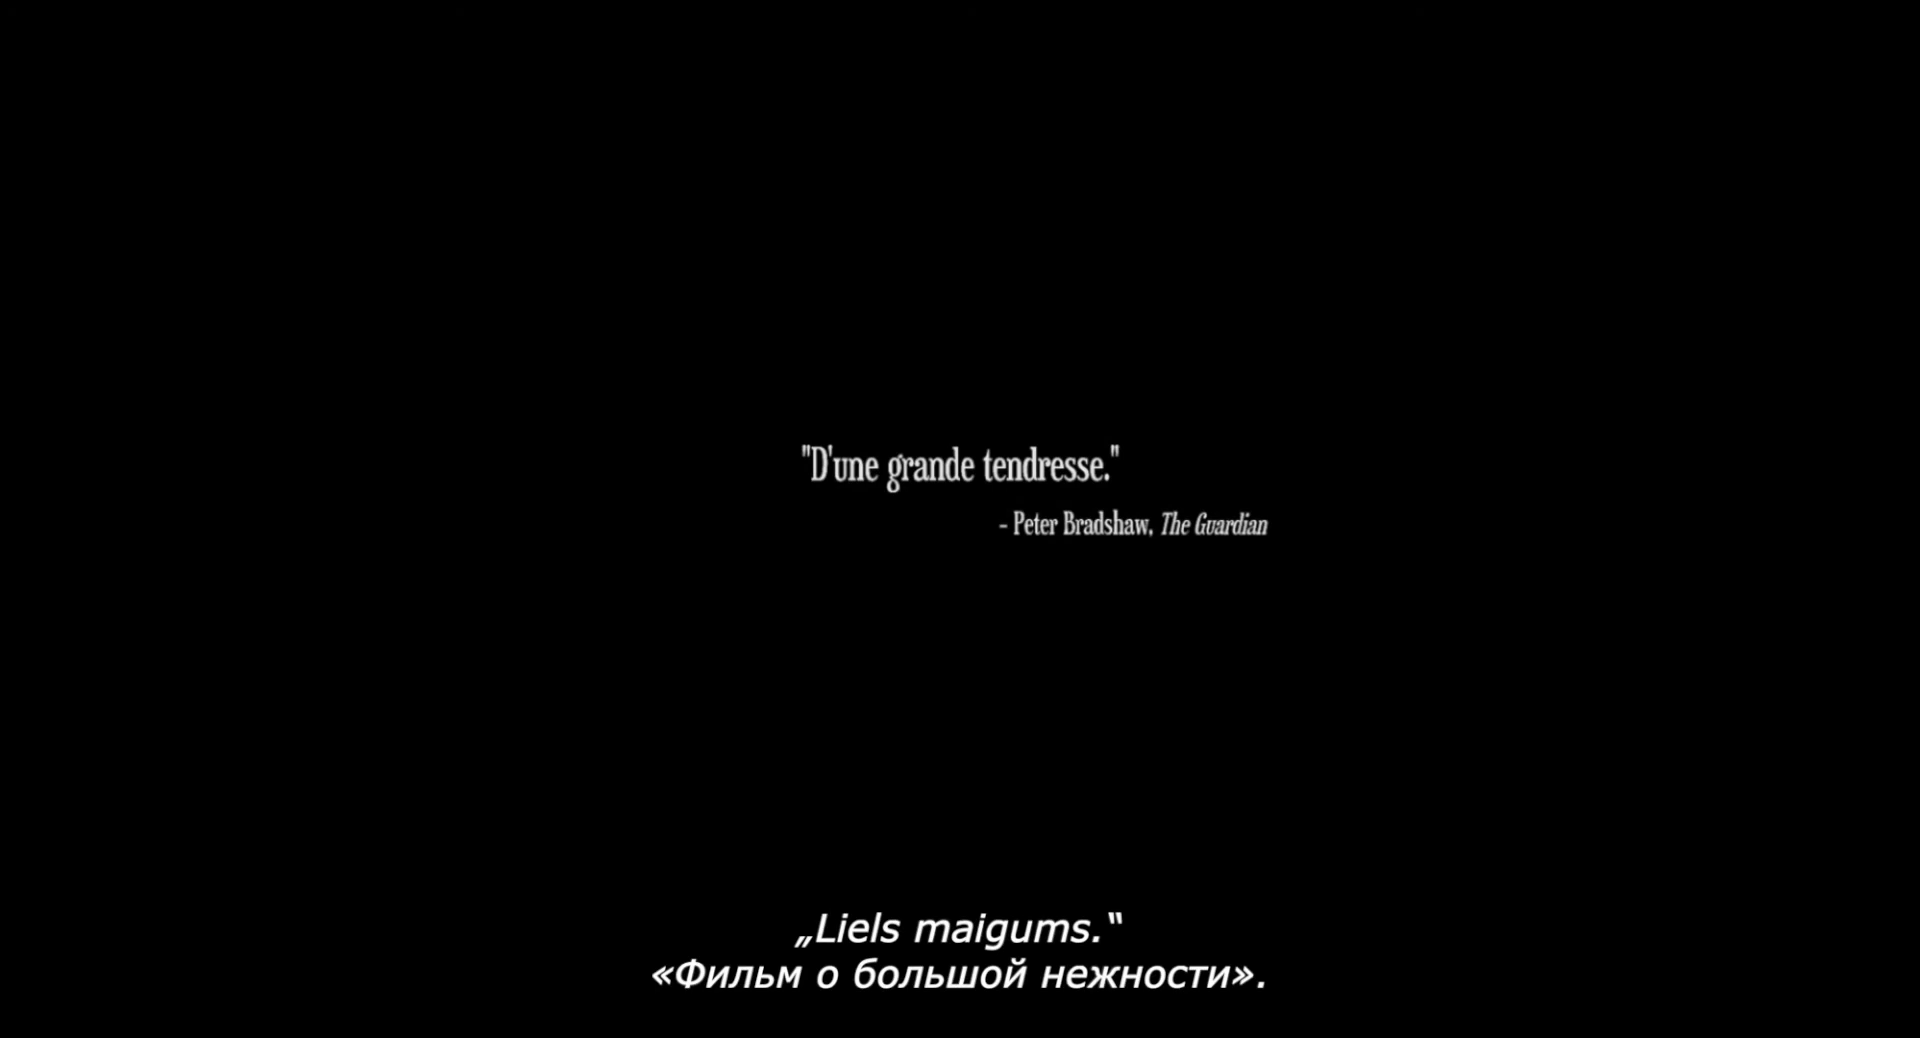 "D'une grande tendresse."
- Peter Bradshaw, The Guardian
„Liels maigums.“
«Фильм о большой нежности».